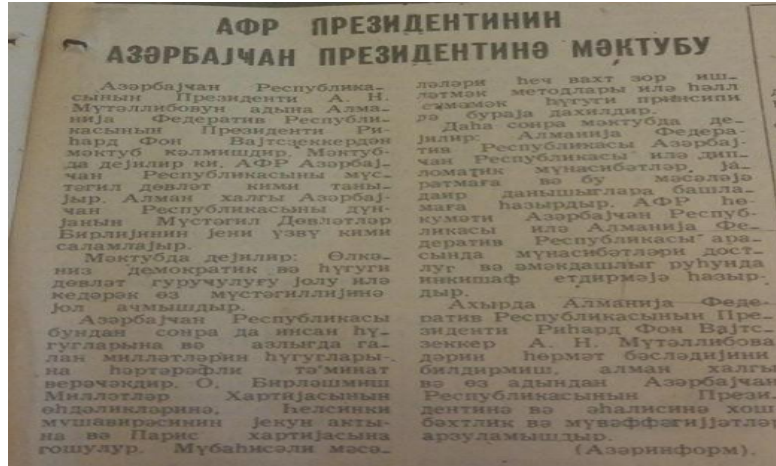 АФР ПРЕЗИДЕНТИНИН
АЗӘРБАЈҸАН ПРЕЗИДЕНТИНӘ МӘКТУБУ
Азәрбајҹан Республика-
сынын Президенти А. Н.
Мүтәллибовун адына Алма-
нија Федератив Республи-
касынын Президенти Ри-
һард Фон Вајтсзеккердән
мәктуб ҝәлмишдир. Мәктуб-
да дејилир ки, АФР Азәрбај-
ҹан Республикасыны мүс-
тәгил дөвләт кими таны-
јыр. Алман халгы Азәрбај-
ҹан Республикасыны дүн-
јанын Мүстәгил Дөвләтләр
Бирлијинин јени үзвү кими
саламлајыр.
Мәктубда дејилир: Өлкә-
низ демократик вә һүгуги
дөвләт гуруҹулуғу јолу илә
ҝедәрәк өз мүстәгиллијинә
јол ачмышдыр.
Азәрбајҹан Республикасы
бундан сонра да инсан һү-
гугларына вә азлыгда га-
лан милләтләрин һүгуглары-
на һәртәрәфли тә'минат
верәҹәкдир. О, Бирләшмиш
Милләтләр Хартијасынын
өһдәликләринә, Һелсинки
мүшавирәсинин јекун акты-
на вә Парис хартијасына
гошулур. Мүбаһисәли мәсә-
ләләри һеч вахт зор иш-
ләтмәк методлары илә һәлл
етмәмәк һүгуги принсипи
дә бураја дахилдир.
Даһа сонра мәктубда де-
јилир: Алманија Федера-
тив Республикасы Азәрбај-
ҹан Республикасы илә дип-
ломатик мүнасибәтләр ја-
ратмаға вә бу мәсәләјә
даир данышыглара башла-
маға һазырдыр. АФР һө-
кумәти Азәрбајҹан Респуб-
ликасы илә Алманија Фе-
дератив Республикасы ара-
сында мүнасибәтләри дост-
луг вә әмәкдашлыг руһунда
инкишаф етдирмәјә һазыр-
дыр.
Ахырда Алманија Феде-
ратив Республикасынын Пре-
зиденти Риһард Фон Вајтс-
зеккер А. Н. Мүтәллибова
дәрин һөрмәт бәсләдијини
билдирмиш, алман халгы
вә өз адындан Азәрбајҹан
Республикасынын Прези-
дентинә вә әһалисинә хош-
бәхтлик вә мүвәффәгијјәтләр
арзуламышдыр.
(Азәринформ).